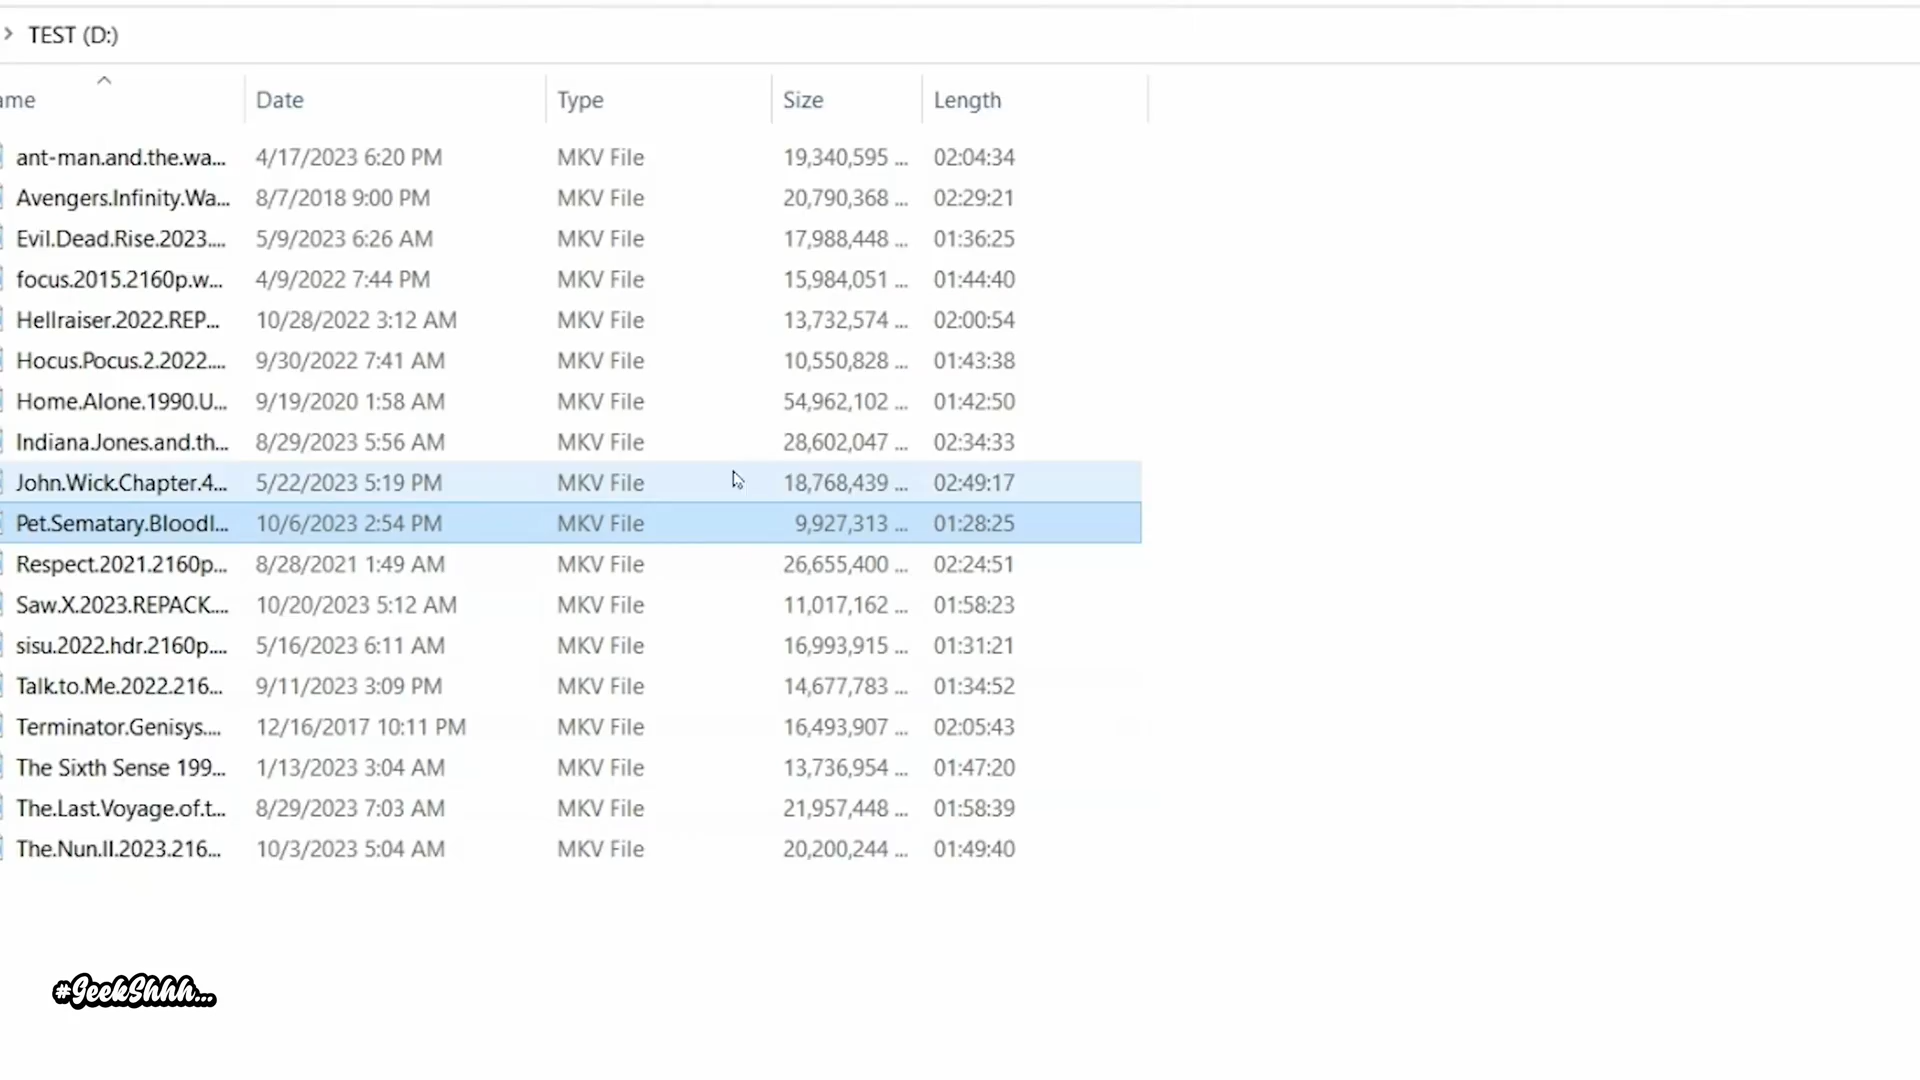 TEST (D:)
ame Date Type Size Length
ant-man.and.the.wa... 4/17/2023 6:20 PM MKV File 19,340,595 ... 02:04:34
Avengers.Infinity.Wa... 8/7/2018 9:00 PM MKV File 20,790,368 ... 02:29:21
Evil.Dead.Rise.2023.... 5/9/2023 6:26 AM MKV File 17,988,448 ... 01:36:25
focus.2015.2160p.w... 4/9/2022 7:44 PM MKV File 15,984,051 ... 01:44:40
Hellraiser.2022.REP... 10/28/2022 3:12 AM MKV File 13,732,574 ... 02:00:54
Hocus.Pocus.2.2022.... 9/30/2022 7:41 AM MKV File 10,550,828 ... 01:43:38
Home.Alone.1990.U... 9/19/2020 1:58 AM MKV File 54,962,102 ... 01:42:50
Indiana.Jones.and.th... 8/29/2023 5:56 AM MKV File 28,602,047 ... 02:34:33
John.Wick.Chapter.4... 5/22/2023 5:19 PM MKV File 18,768,439 ... 02:49:17
Pet.Sematary.Bloodl... 10/6/2023 2:54 PM MKV File 9,927,313 ... 01:28:25
Respect.2021.2160p... 8/28/2021 1:49 AM MKV File 26,655,400 ... 02:24:51
Saw.X.2023.REPACK.... 10/20/2023 5:12 AM MKV File 11,017,162 ... 01:58:23
sisu.2022.hdr.2160p.... 5/16/2023 6:11 AM MKV File 16,993,915 ... 01:31:21
Talk.to.Me.2022.216... 9/11/2023 3:09 PM MKV File 14,677,783 ... 01:34:52
Terminator.Genisys.... 12/16/2017 10:11 PM MKV File 16,493,907 ... 02:05:43
The Sixth Sense 199... 1/13/2023 3:04 AM MKV File 13,736,954 ... 01:47:20
The.Last.Voyage.of.t... 8/29/2023 7:03 AM MKV File 21,957,448 ... 01:58:39
The.Nun.II.2023.216... 10/3/2023 5:04 AM MKV File 20,200,244 ... 01:49:40
#GeekShhh...